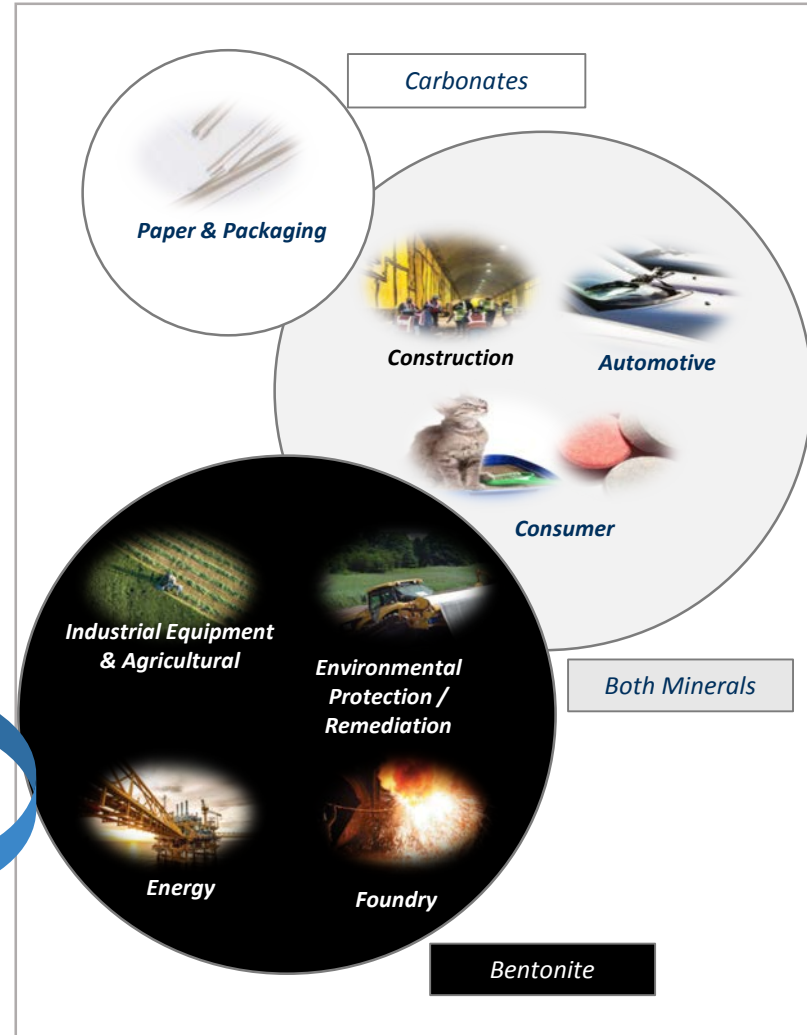 Carbonates
Paper & Packaging
Construction
Automotive
Consumer
Industrial Equipment
& Agricultural
Environmental
Protection /
Remediation
Both Minerals
Energy
Foundry
Bentonite